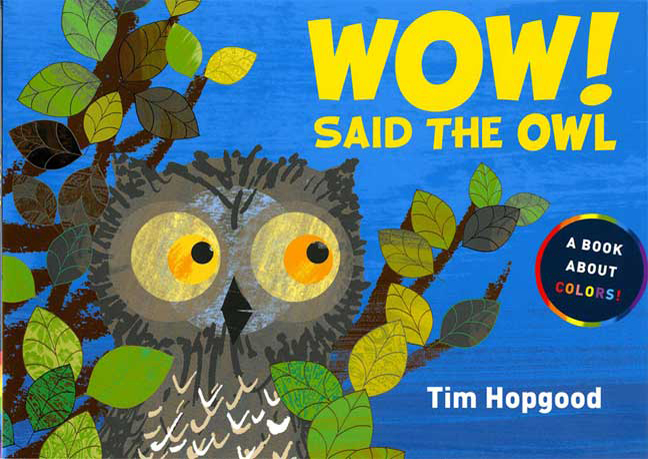 WOW!
SAID THE OWL
A BOOK
ABOUT
COLORS!
Tim Hopgood